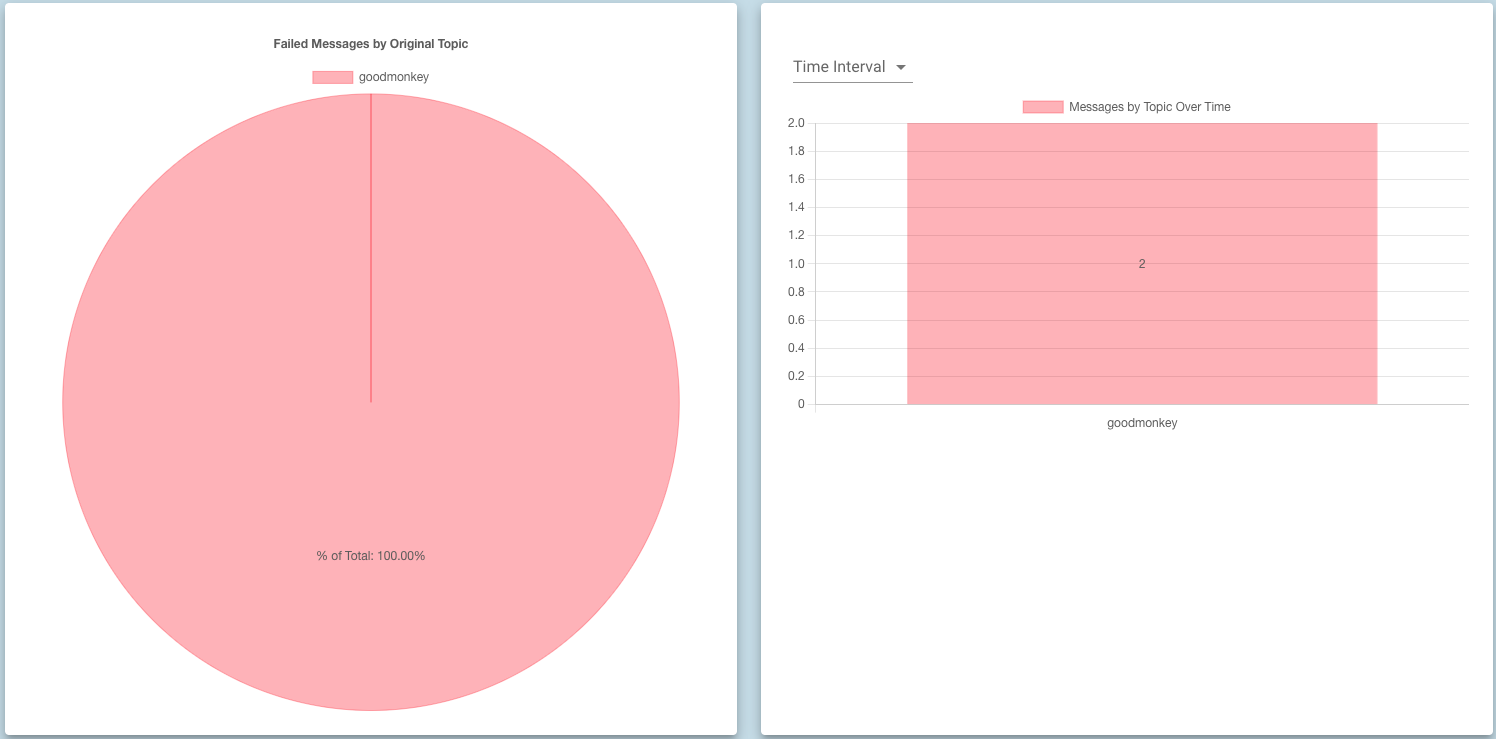 Failed Messages by Original Topic
goodmonkey
% of Total: 100.00%
Time Interval
Messages by Topic Over Time
2.0
1.8
1.6
1.4
1.2
1.0
0.8
0.6
0.4
0.2
0
2
goodmonkey